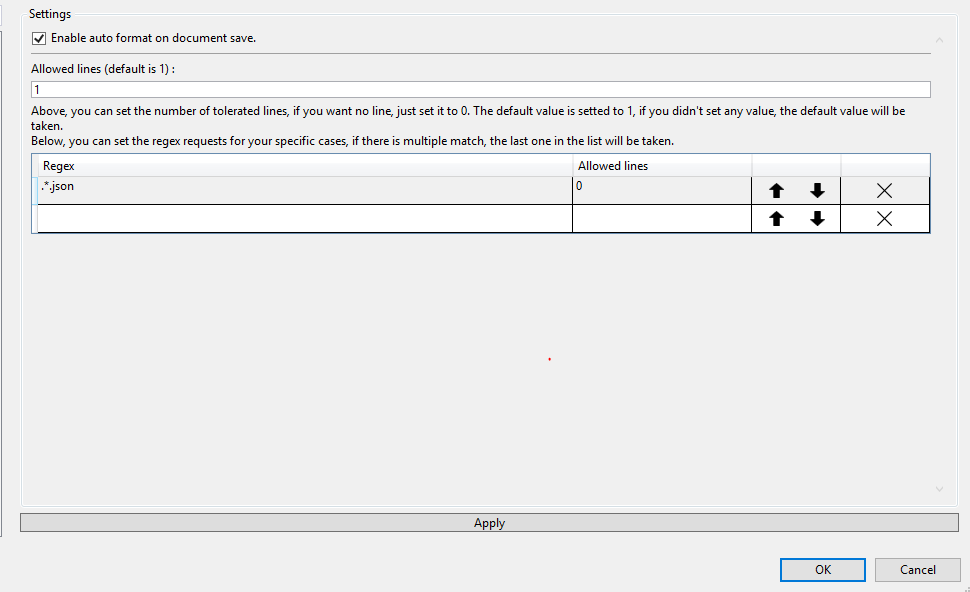 Settings
Enable auto format on document save.
Allowed lines (default is 1) :
1
Above, you can set the number of tolerated lines, if you want no line, just set it to 0. The default value is setted to 1, if you didn't set any value, the default value will be
taken.
Below, you can set the regex requests for your specific cases, if there is multiple match, the last one in the list will be taken.
Regex Allowed lines
.*.json 0
Apply
OK Cancel